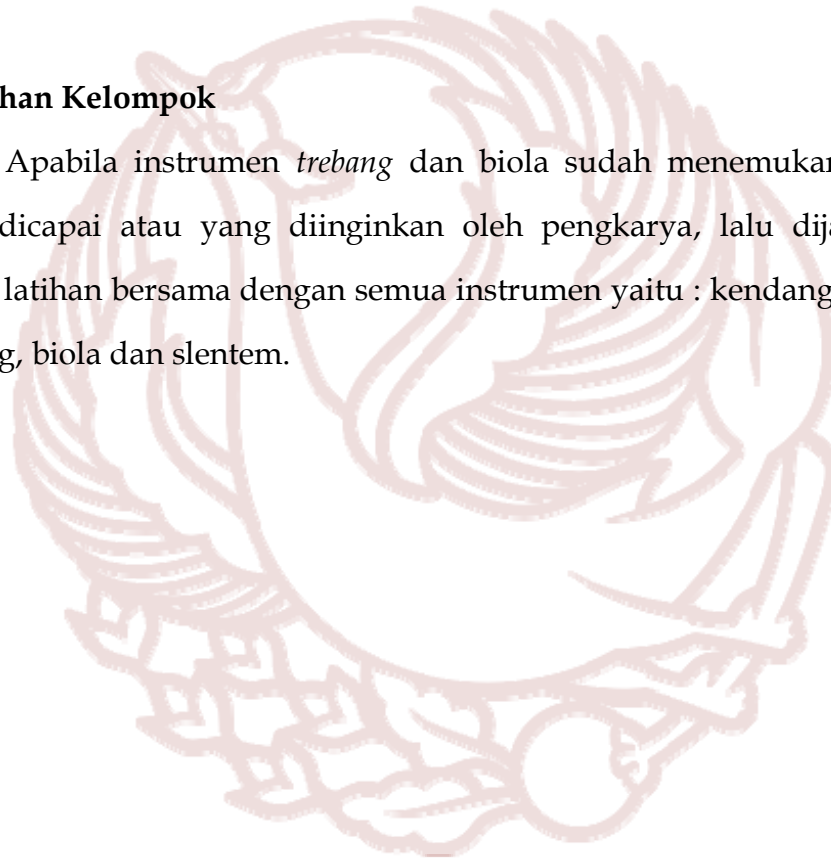 han Kelompok
Apabila instrumen trebang dan biola sudah menemukan
dicapai atau yang diinginkan oleh pengkarya, lalu dija
latihan bersama dengan semua instrumen yaitu : kendang
g, biola dan slentem.